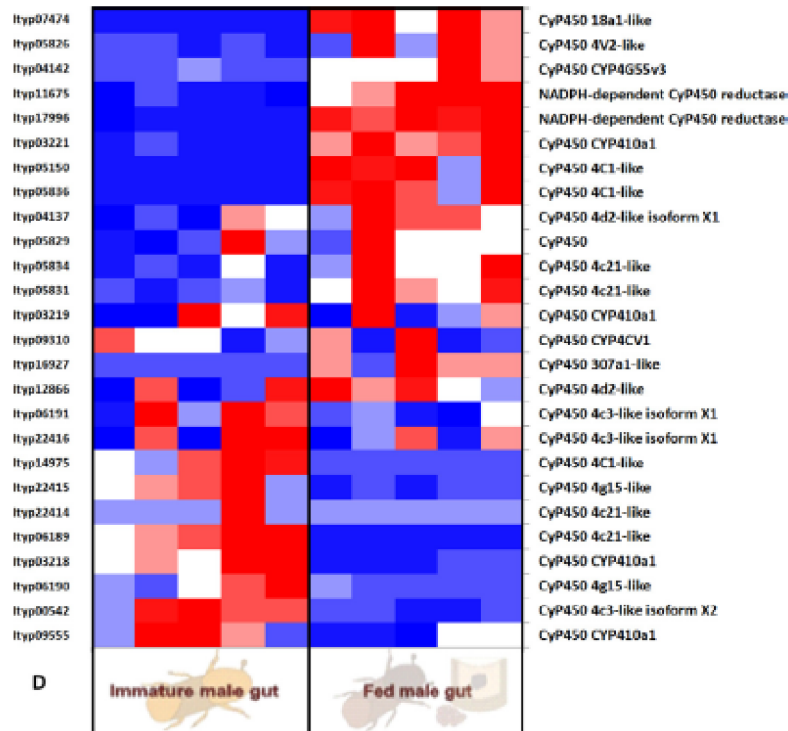 Ityp07474 CyP450 18a1-like
Ityp05826 CyP450 4V2-like
Ityp04142 CyP450 CYP4G55v3
Ityp11675 NADPH-dependent CyP450 reductase
Ityp17996 NADPH-dependent CyP450 reductase
Ityp03221 CyP450 CYP410a1
Ityp05150 CyP450 4C1-like
Ityp05836 CyP450 4C1-like
Ityp04137 CyP450 4d2-like isoform X1
Ityp05829 CyP450
Ityp05834 CyP450 4c21-like
Ityp05831 CyP450 4c21-like
Ityp03219 CyP450 CYP410a1
Ityp09310 CyP450 CYP4CV1
Ityp16927 CyP450 307a1-like
Ityp12866 CyP450 4d2-like
Ityp06191 CyP450 4c3-like isoform X1
Ityp22416 CyP450 4c3-like isoform X1
Ityp14975 CyP450 4C1-like
Ityp22415 CyP450 4g15-like
Ityp22414 CyP450 4c21-like
Ityp06189 CyP450 4c21-like
Ityp03218 CyP450 CYP410a1
Ityp06190 CyP450 4g15-like
Ityp00542 CyP450 4c3-like isoform X2
Ityp09555 CyP450 CYP410a1
D Immature male gut Fed male gut